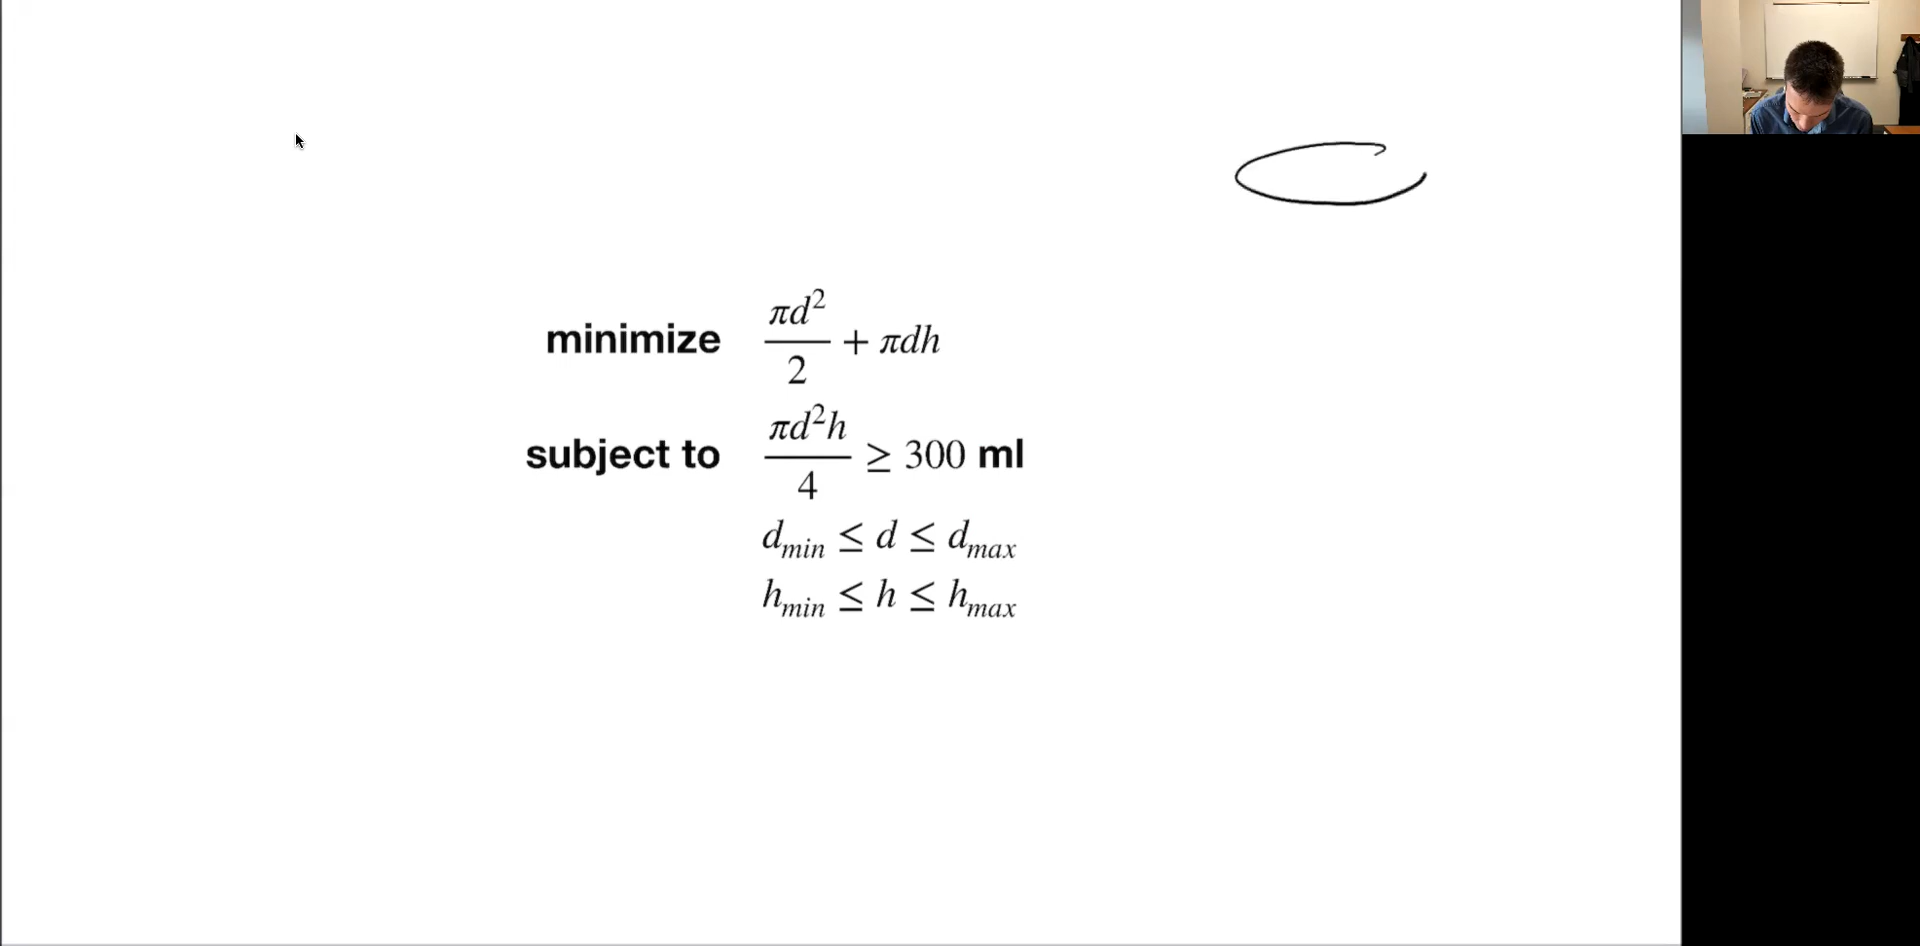 minimize πd²/2 + πdh
subject to πd²h/4 ≥ 300 ml
d_min ≤ d ≤ d_max
h_min ≤ h ≤ h_max